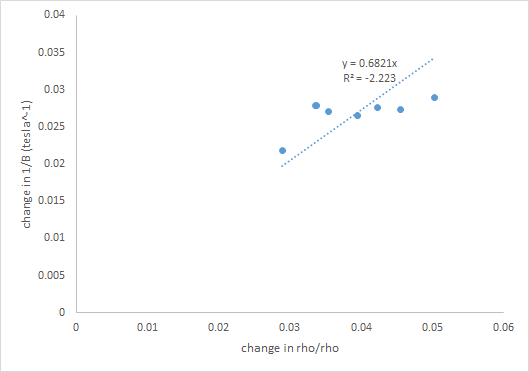 0.04
0.035
0.03
0.025
0.02
0.015
0.01
0.005
0
change in 1/B (tesla^-1)
y = 0.6821x
R² = -2.223
0 0.01 0.02 0.03 0.04 0.05 0.06
change in rho/rho